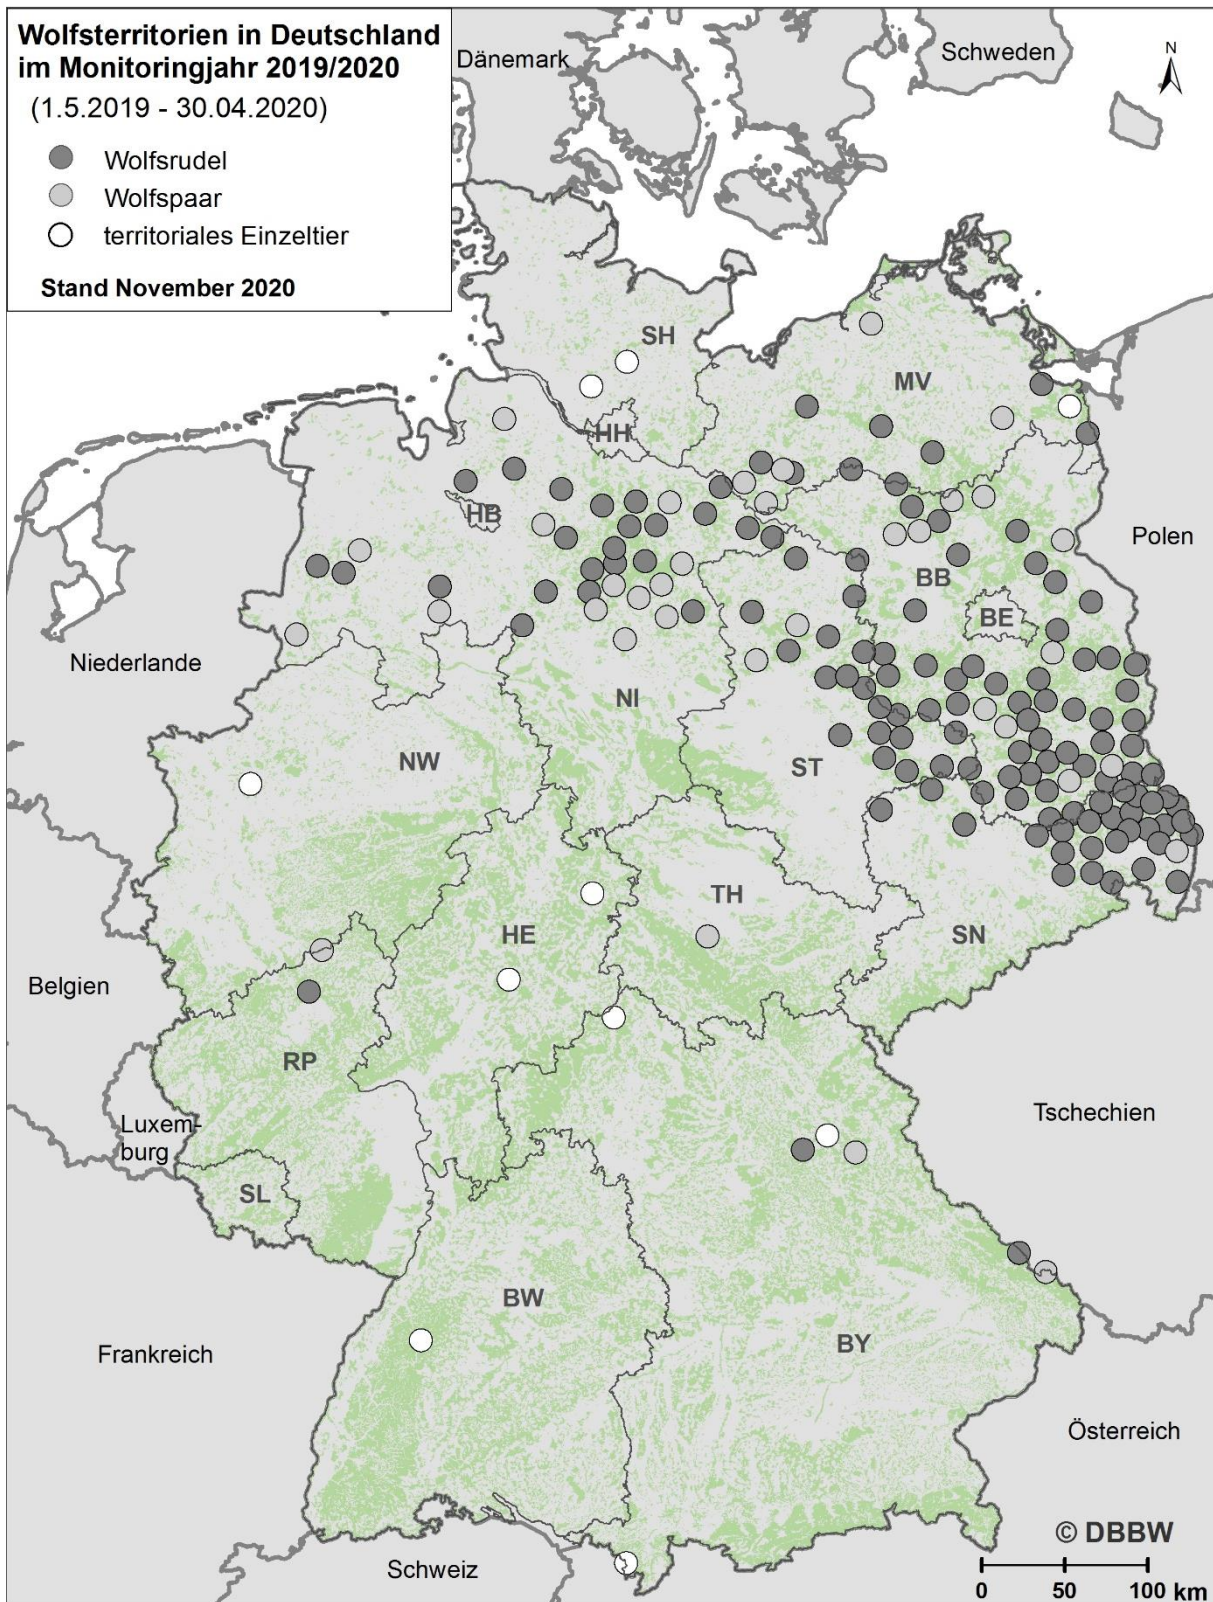 Wolfsterritorien in Deutschland
im Monitoringjahr 2019/2020
(1.5.2019 - 30.04.2020)
Wolfsrudel
Wolfspaar
territoriales Einzeltier
Stand November 2020
Dänemark
Schweden
N
SH
MV
HH
HB
Polen
BB
BE
Niederlande
NI
NW
ST
TH
HE
SN
Belgien
RP
Luxem-
burg
Tschechien
SL
BW
Frankreich
BY
Österreich
© DBBW
Schweiz
0 50 100 km